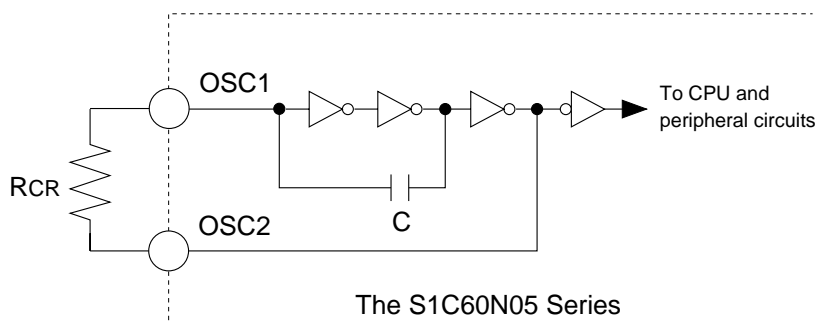 OSC1
To CPU and
peripheral circuits
RCR
OSC2
C
The S1C60N05 Series